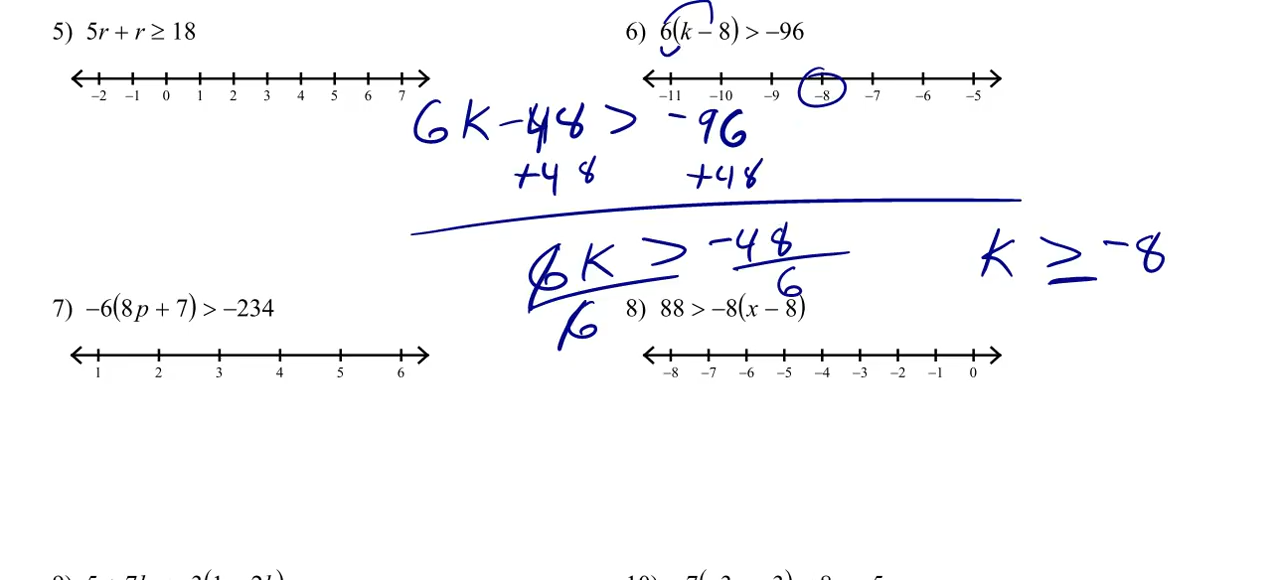 5) 5r + r ≥ 18
6) 6(k − 8) > −96
−2 −1 0 1 2 3 4 5 6 7
−11 −10 −9 −8 −7 −6 −5
6k − 48 > −96
+48 +48
6k > −48
6 6
k ≥ −8
7) −6(8p + 7) > −234
8) 88 > −8(x − 8)
1 2 3 4 5 6
−8 −7 −6 −5 −4 −3 −2 −1 0